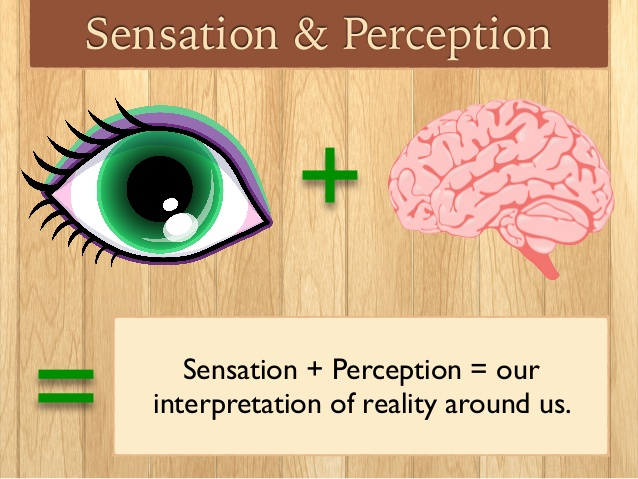 Sensation & Perception
+
=
Sensation + Perception = our
interpretation of reality around us.